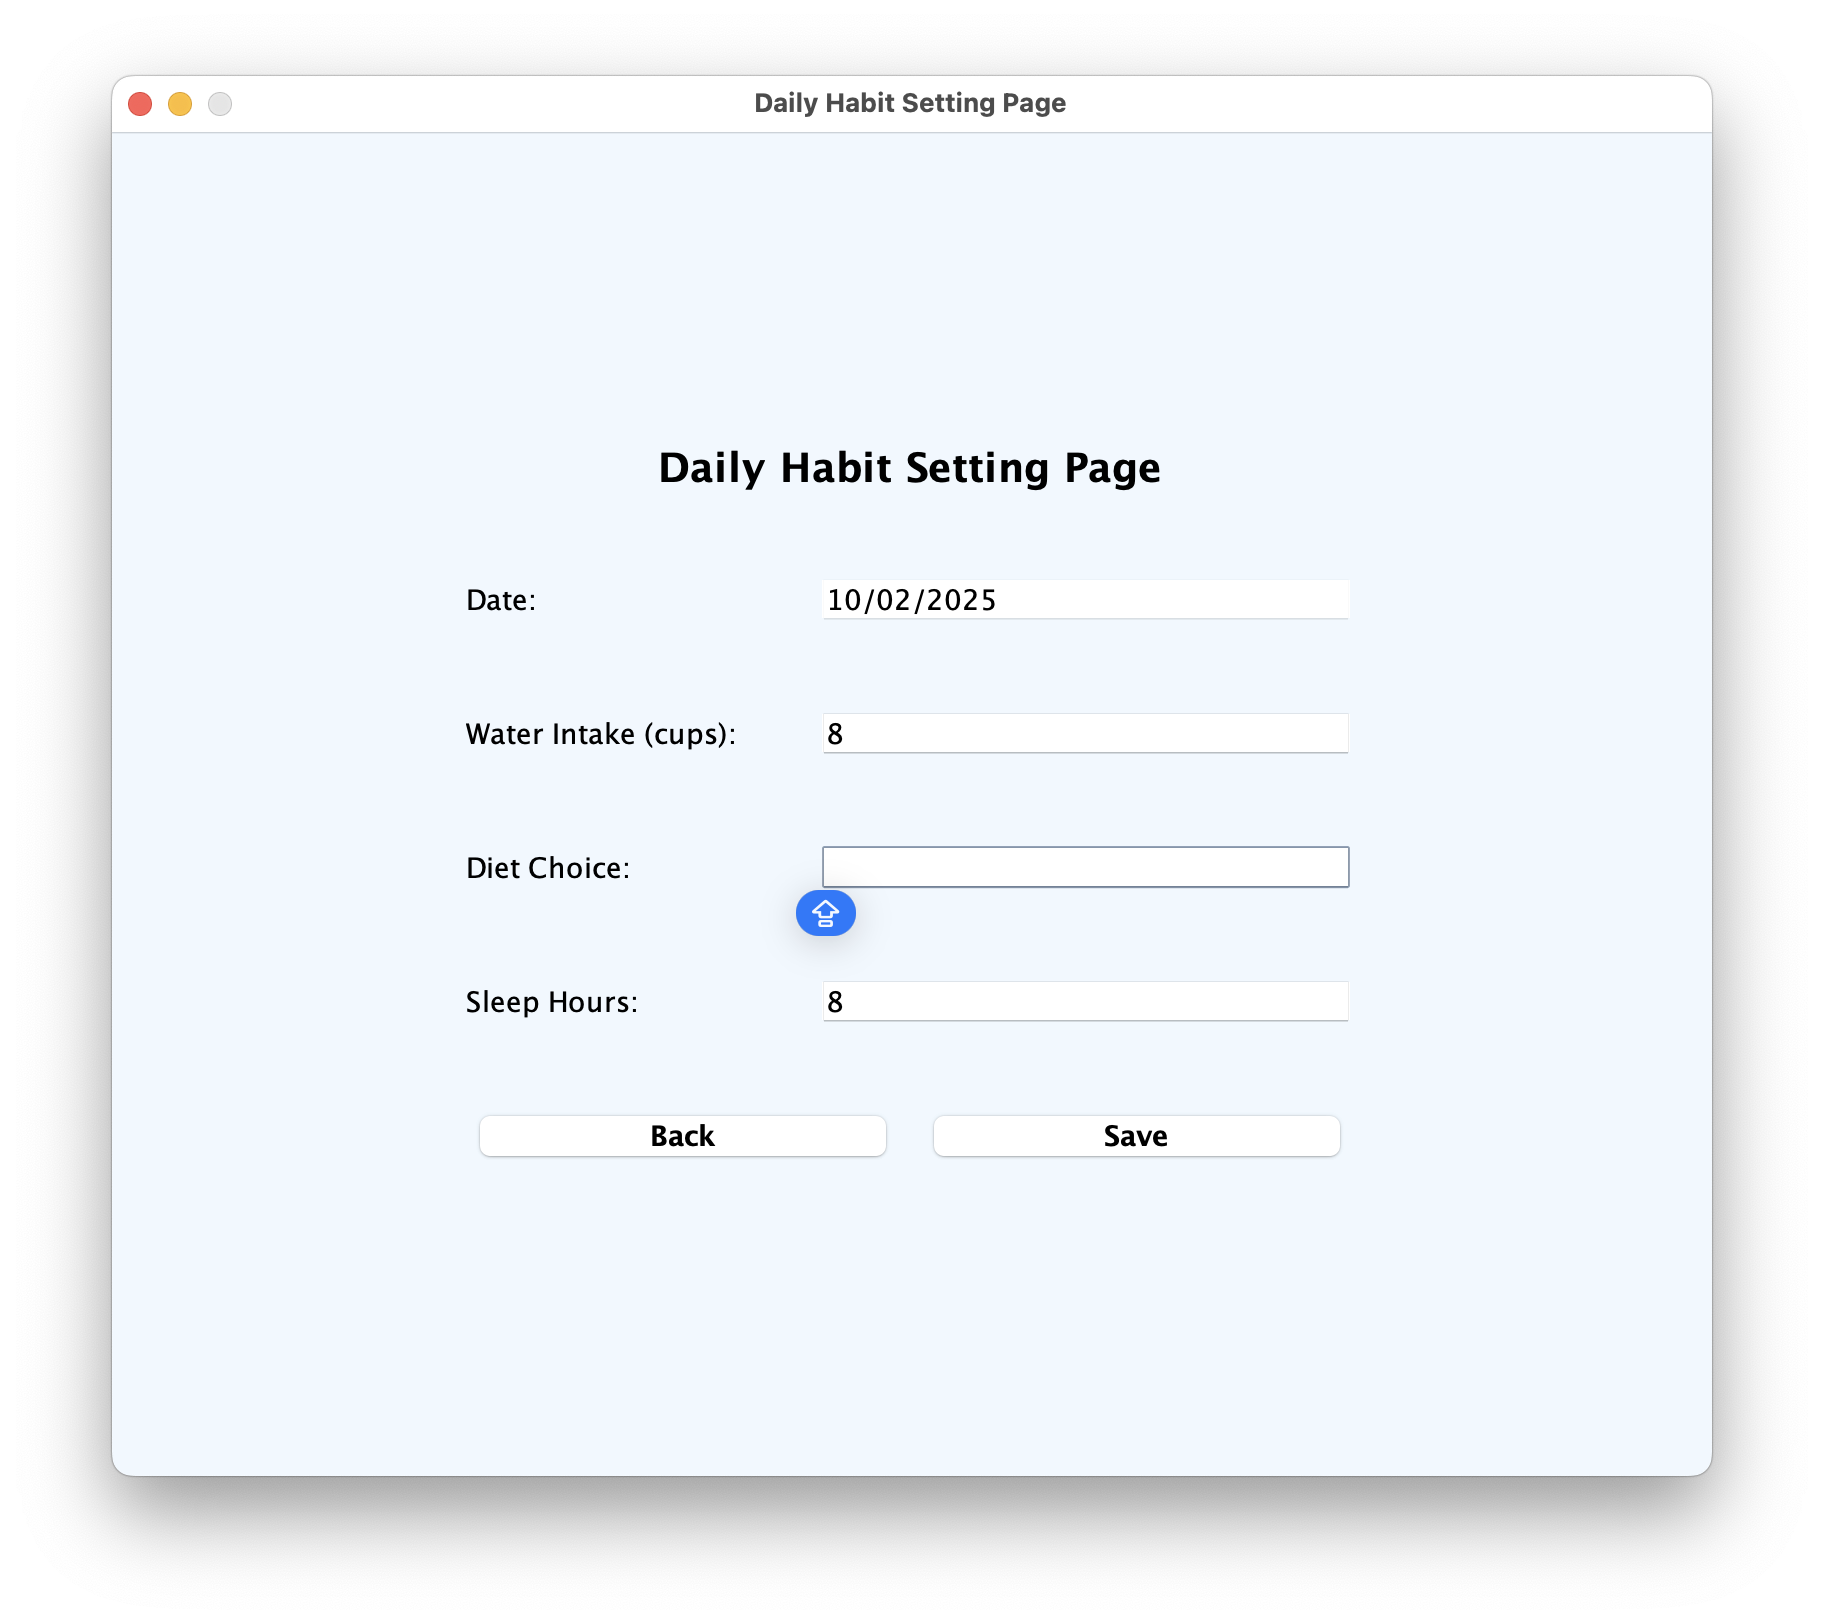 Daily Habit Setting Page
Daily Habit Setting Page
Date: 10/02/2025
Water Intake (cups): 8
Diet Choice:
Sleep Hours: 8
Back Save